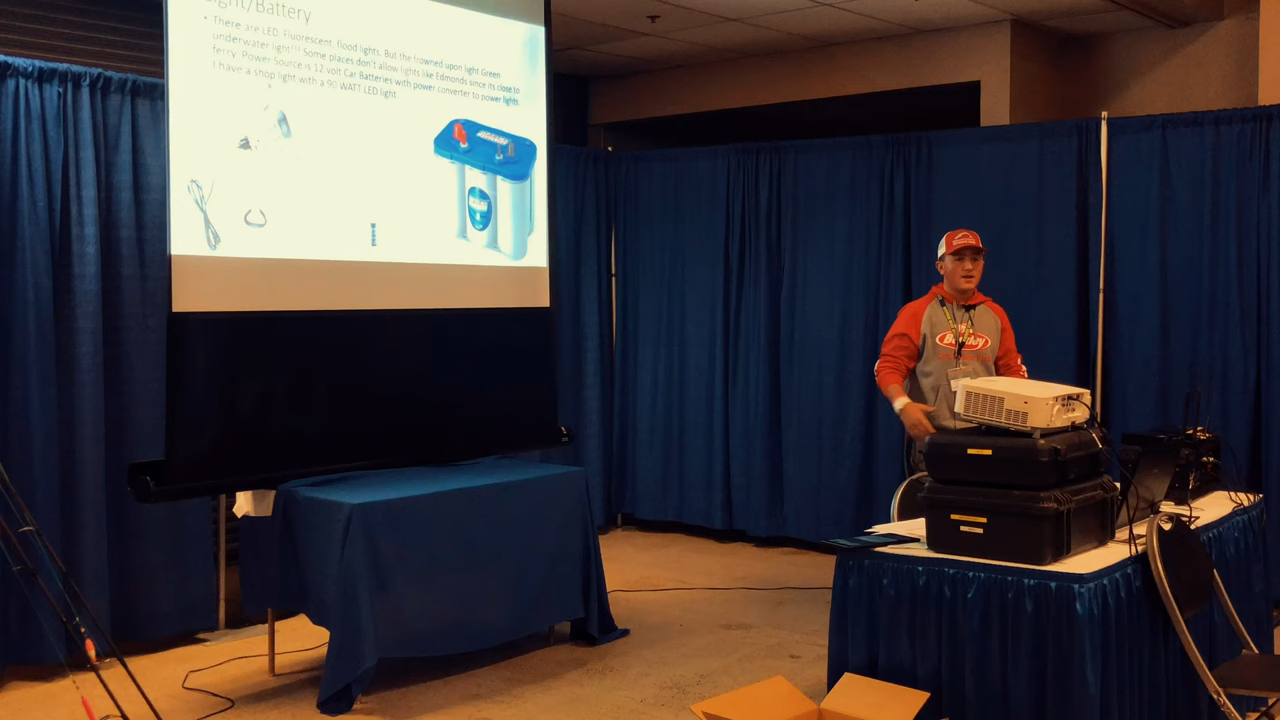 Light/Battery
• There are LED, Fluorescent, flood lights. But the frowned upon light Green
underwater light!!! Some places don't allow lights like Edmonds since its close to
ferry. Power Source is 12 volt Car Batteries with power converter to power lights.
I have a shop light with a 90 WATT LED light.
Berkley